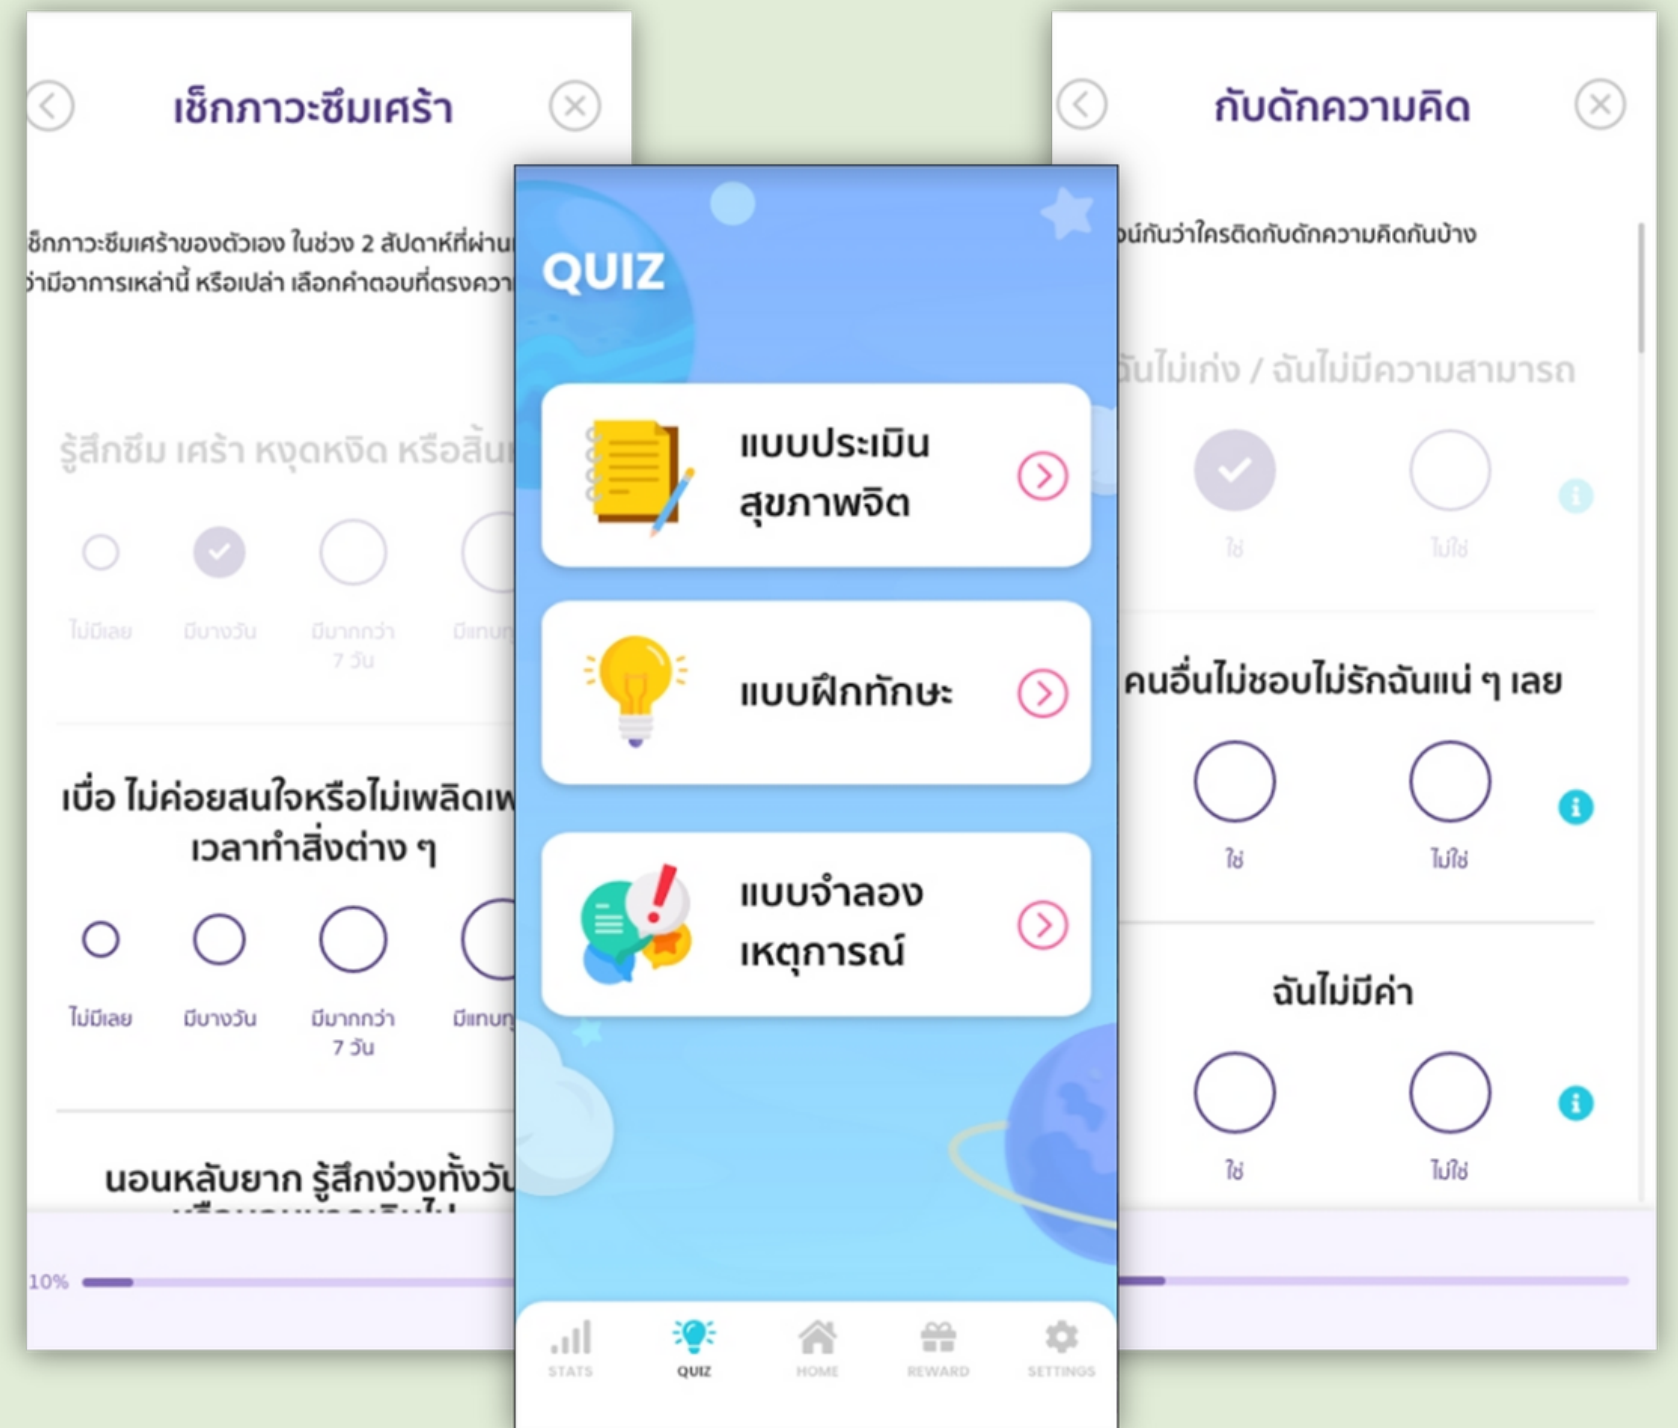 เช็กภาวะซึมเศร้า
ช็กภาวะซึมเศร้าของตัวเอง ในช่วง 2 สัปดาห์ที่ผ่าน
ว่ามีอาการเหล่านี้ หรือเปล่า เลือกคำตอบที่ตรงควา
รู้สึกซึม เศร้า หงุดหงิด หรือสิ้น
ไม่มีเลย
มีบางวัน
มีมากกว่า
7 วัน
มีแทบทุ
เบื่อ ไม่ค่อยสนใจหรือไม่เพลิดเพ
เวลาทำสิ่งต่าง ๆ
ไม่มีเลย
มีบางวัน
มีมากกว่า
7 วัน
มีแทบทุ
นอนหลับยาก รู้สึกง่วงทั้งวัน
10%
QUIZ
แบบประเมิน
สุขภาพจิต
แบบฝึกทักษะ
แบบจำลอง
เหตุการณ์
STATS
QUIZ
HOME
REWARD
SETTINGS
กับดักความคิด
จน์กันว่าใครติดกับดักความคิดกันบ้าง
ฉันไม่เก่ง / ฉันไม่มีความสามารถ
ใช่
ไม่ใช่
คนอื่นไม่ชอบไม่รักฉันแน่ ๆ เลย
ใช่
ไม่ใช่
ฉันไม่มีค่า
ใช่
ไม่ใช่